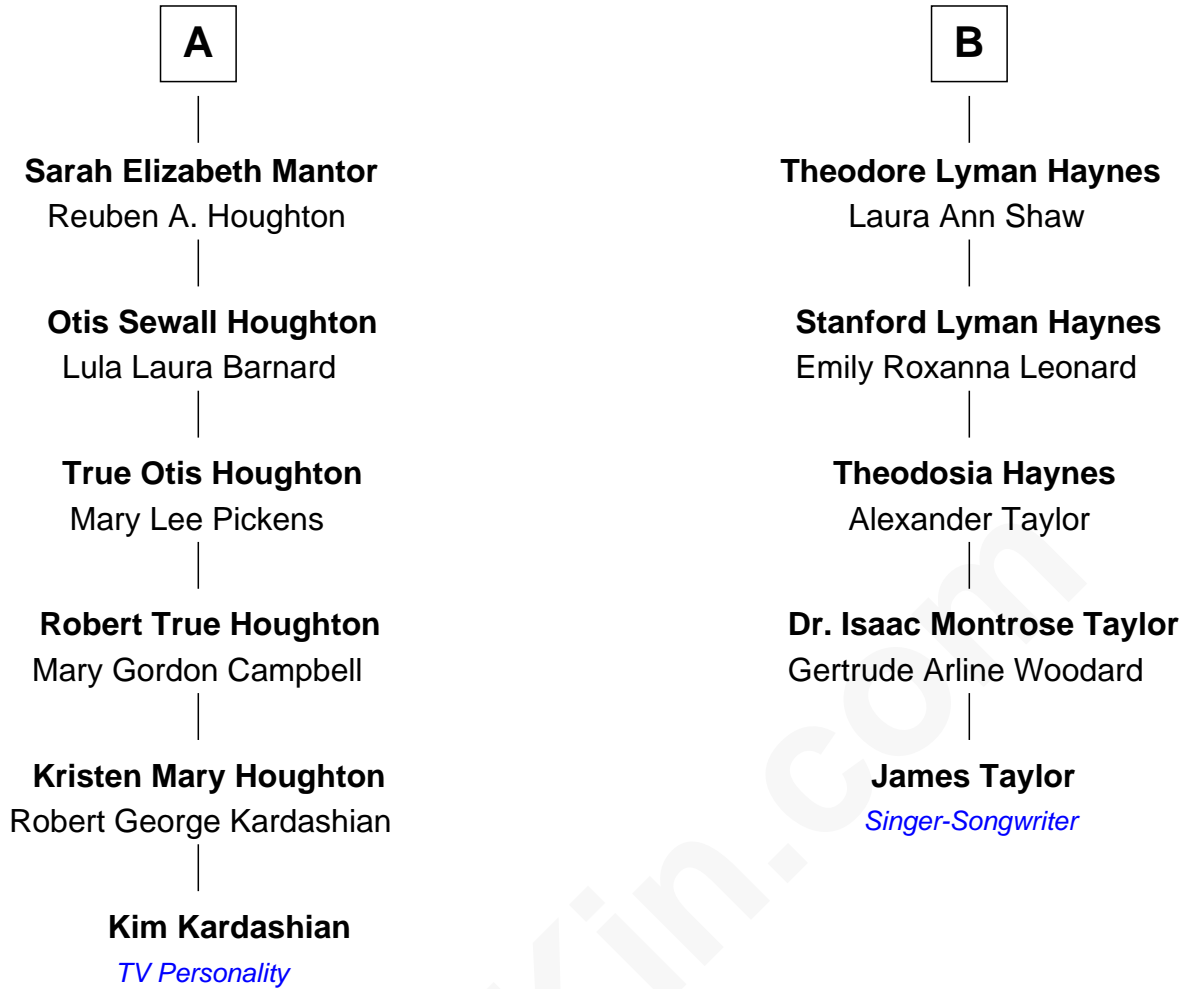 A
Sarah Elizabeth Mantor
Reuben A. Houghton
Otis Sewall Houghton
Lula Laura Barnard
True Otis Houghton
Mary Lee Pickens
Robert True Houghton
Mary Gordon Campbell
Kristen Mary Houghton
Robert George Kardashian
Kim Kardashian
TV Personality
B
Theodore Lyman Haynes
Laura Ann Shaw
Stanford Lyman Haynes
Emily Roxanna Leonard
Theodosia Haynes
Alexander Taylor
Dr. Isaac Montrose Taylor
Gertrude Arline Woodard
James Taylor
Singer-Songwriter
Kin.com